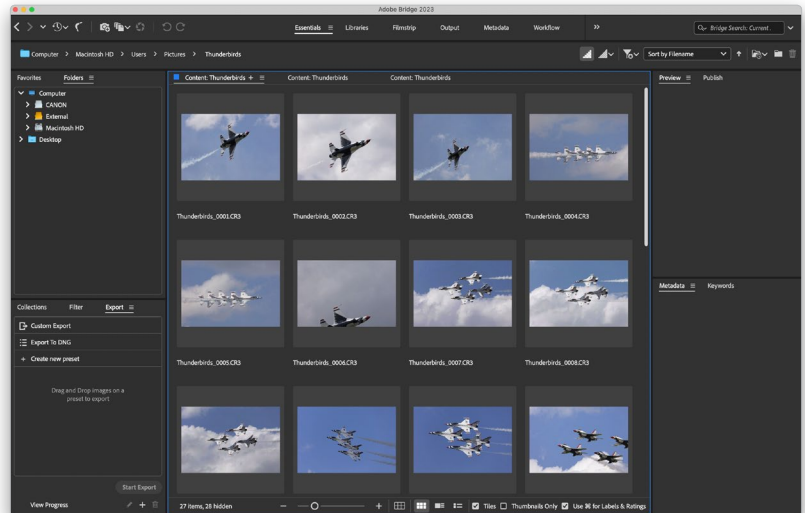 Adobe Bridge 2023
Essentials Libraries Filmstrip Output Metadata Workflow >>
Bridge Search: Current...
Computer > Macintosh HD > Users > Pictures > Thunderbirds
Sort by Filename
Favorites Folders
Computer
CANON
External
Macintosh HD
Desktop
Content: Thunderbirds + Content: Thunderbirds Content: Thunderbirds
Thunderbirds_0001.CR3 Thunderbirds_0002.CR3 Thunderbirds_0003.CR3 Thunderbirds_0004.CR3
Thunderbirds_0005.CR3 Thunderbirds_0006.CR3 Thunderbirds_0007.CR3 Thunderbirds_0008.CR3
Preview Publish
Metadata Keywords
Collections Filter Export
Custom Export
Export To DNG
+ Create new preset
Drag and Drop images on a
preset to export
Start Export
View Progress
27 items, 28 hidden
Tiles Thumbnails Only Use ⌘ for Labels & Ratings